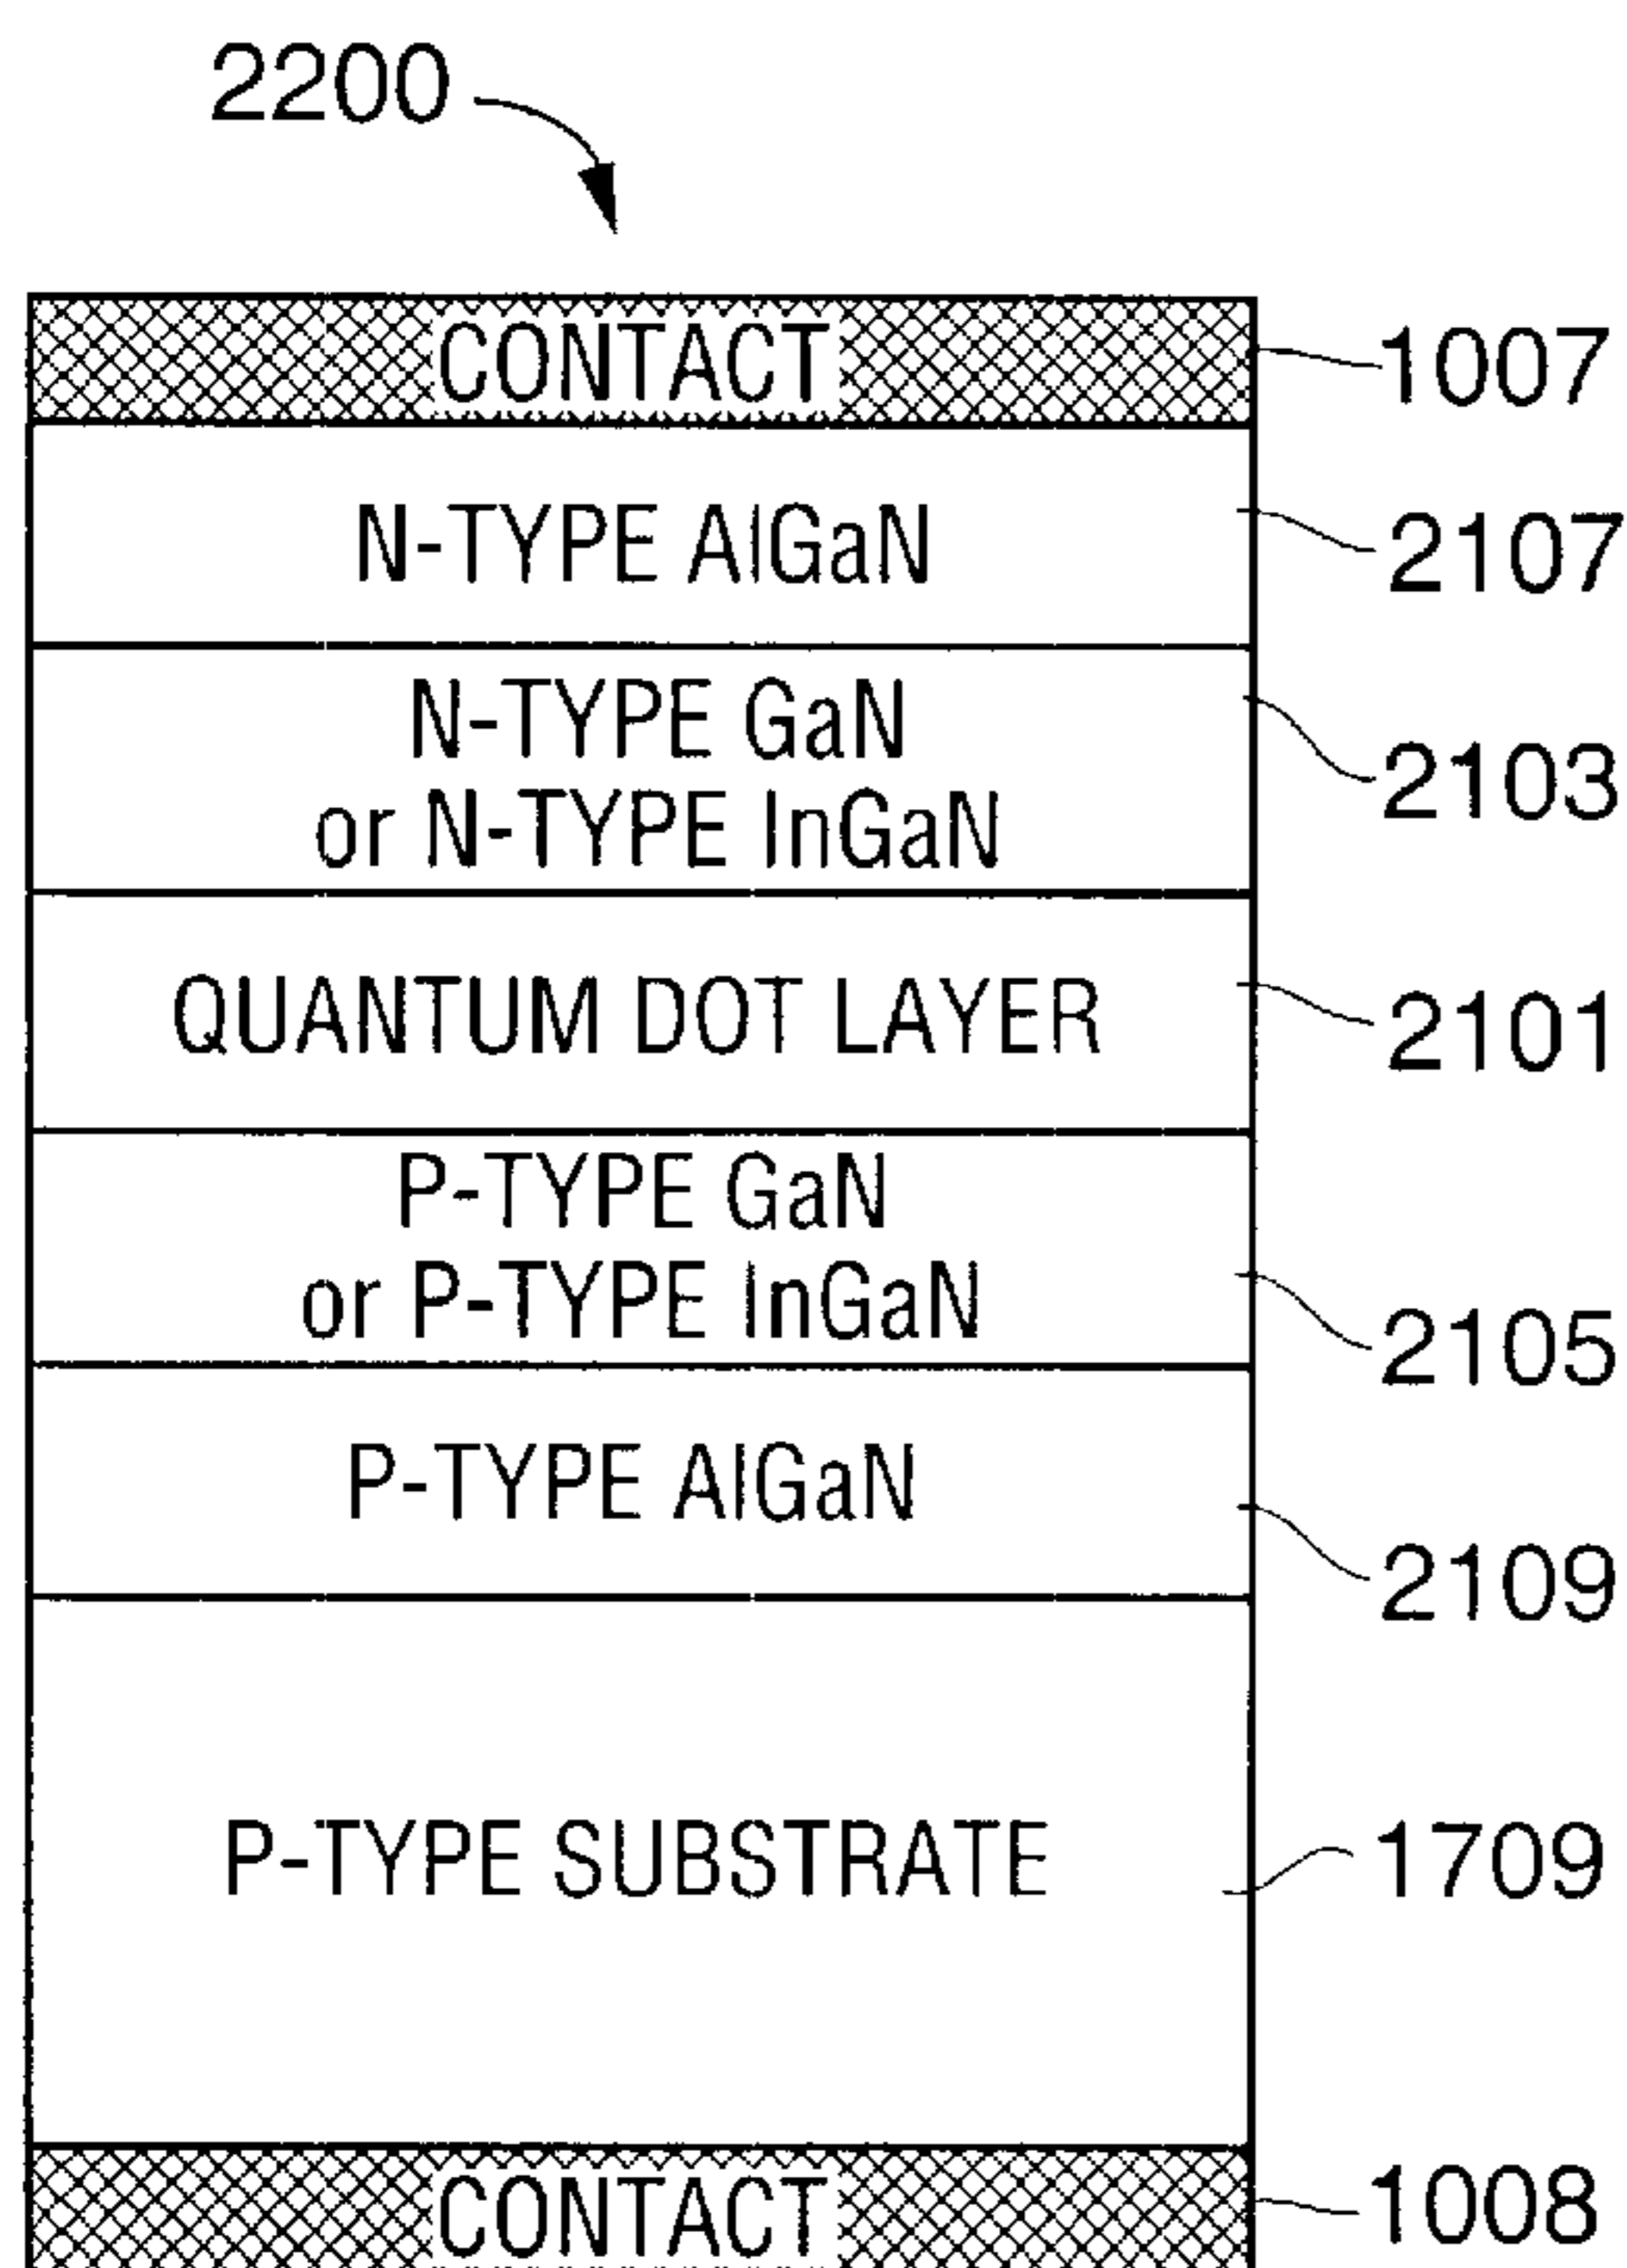 2200
CONTACT
1007
N-TYPE AlGaN
2107
N-TYPE GaN
or N-TYPE InGaN
2103
QUANTUM DOT LAYER
2101
P-TYPE GaN
or P-TYPE InGaN
2105
P-TYPE AlGaN
2109
P-TYPE SUBSTRATE
1709
CONTACT
1008